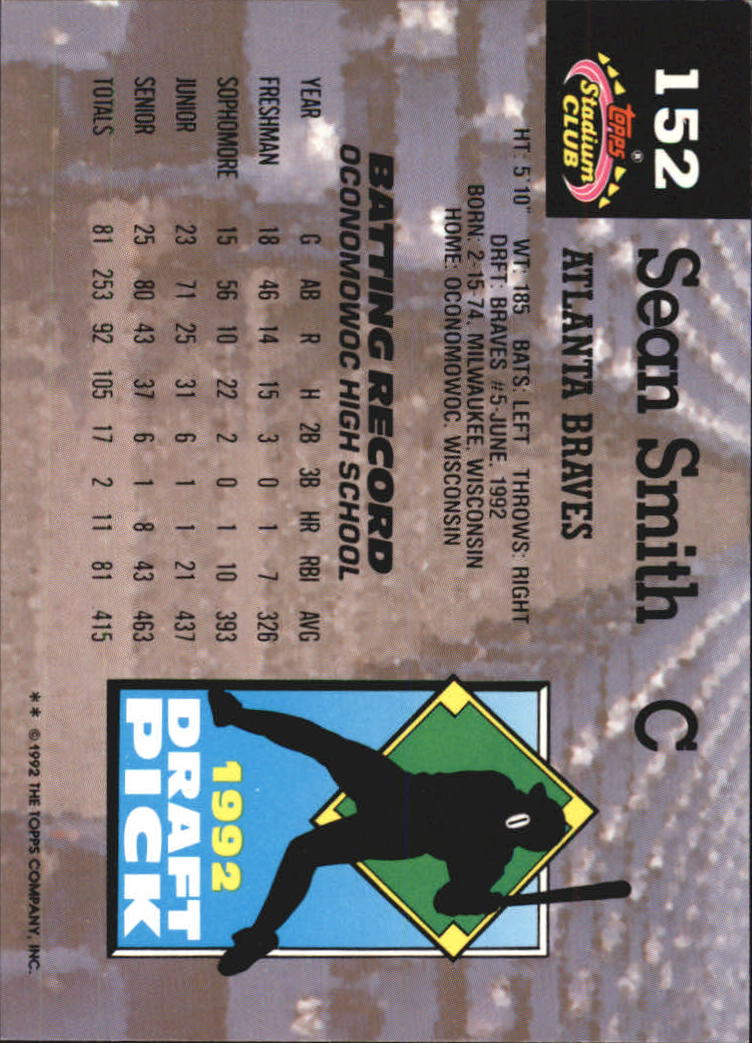 152
Topps®
Stadium
CLUB
Sean Smith C
ATLANTA BRAVES
HT: 5'10" WT: 185 BATS: LEFT THROWS: RIGHT
DRFT: BRAVES #5-JUNE, 1992
BORN: 2-15-74, MILWAUKEE, WISCONSIN
HOME: OCONOMOWOC, WISCONSIN
BATTING RECORD
OCONOMOWOC HIGH SCHOOL
YEAR G AB R H 2B 3B HR RBI AVG
FRESHMAN 18 46 14 15 3 0 1 7 326
SOPHOMORE 15 56 10 22 2 0 1 10 393
JUNIOR 23 71 25 31 6 1 1 21 437
SENIOR 25 80 43 37 6 1 8 43 463
TOTALS 81 253 92 105 17 2 11 81 415
0
1992
DRAFT
PICK
** ©1992 THE TOPPS COMPANY, INC.